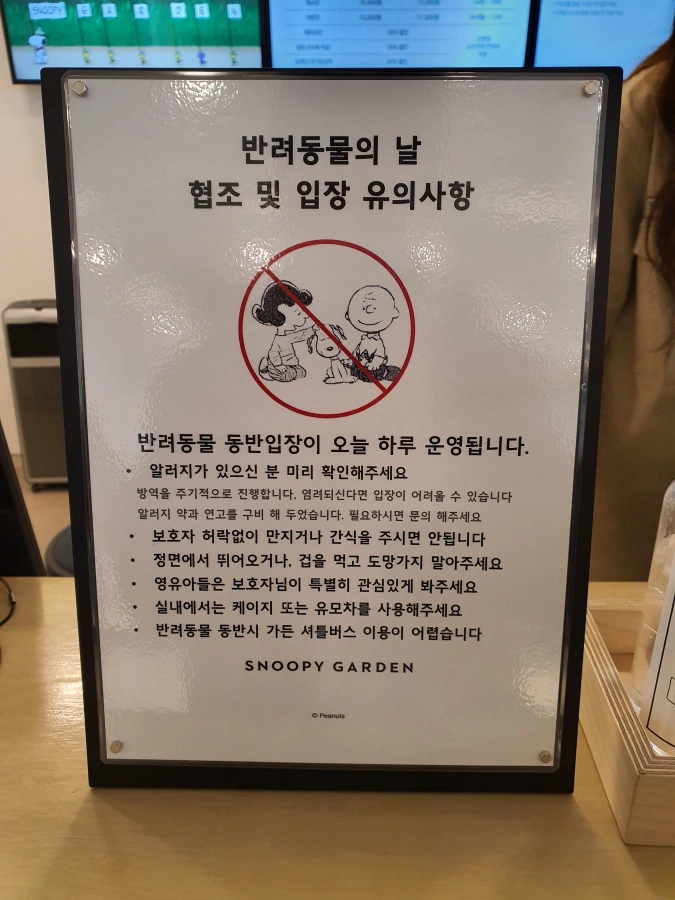 SNOOPY GARDEN
반려동물의 날
협조 및 입장 유의사항
반려동물 동반입장이 오늘 하루 운영됩니다.
• 알러지가 있으신 분 미리 확인해주세요
방역을 주기적으로 진행합니다. 염려되신다면 입장이 어려울 수 있습니다
알러지 약과 연고를 구비 해 두었습니다. 필요하시면 문의 해주세요
• 보호자 허락없이 만지거나 간식을 주시면 안됩니다
• 정면에서 뛰어오거나, 겁을 먹고 도망가지 말아주세요
• 영유아들은 보호자님이 특별히 관심있게 봐주세요
• 실내에서는 케이지 또는 유모차를 사용해주세요
• 반려동물 동반시 가든 셔틀버스 이용이 어렵습니다
SNOOPY GARDEN
© Peanuts